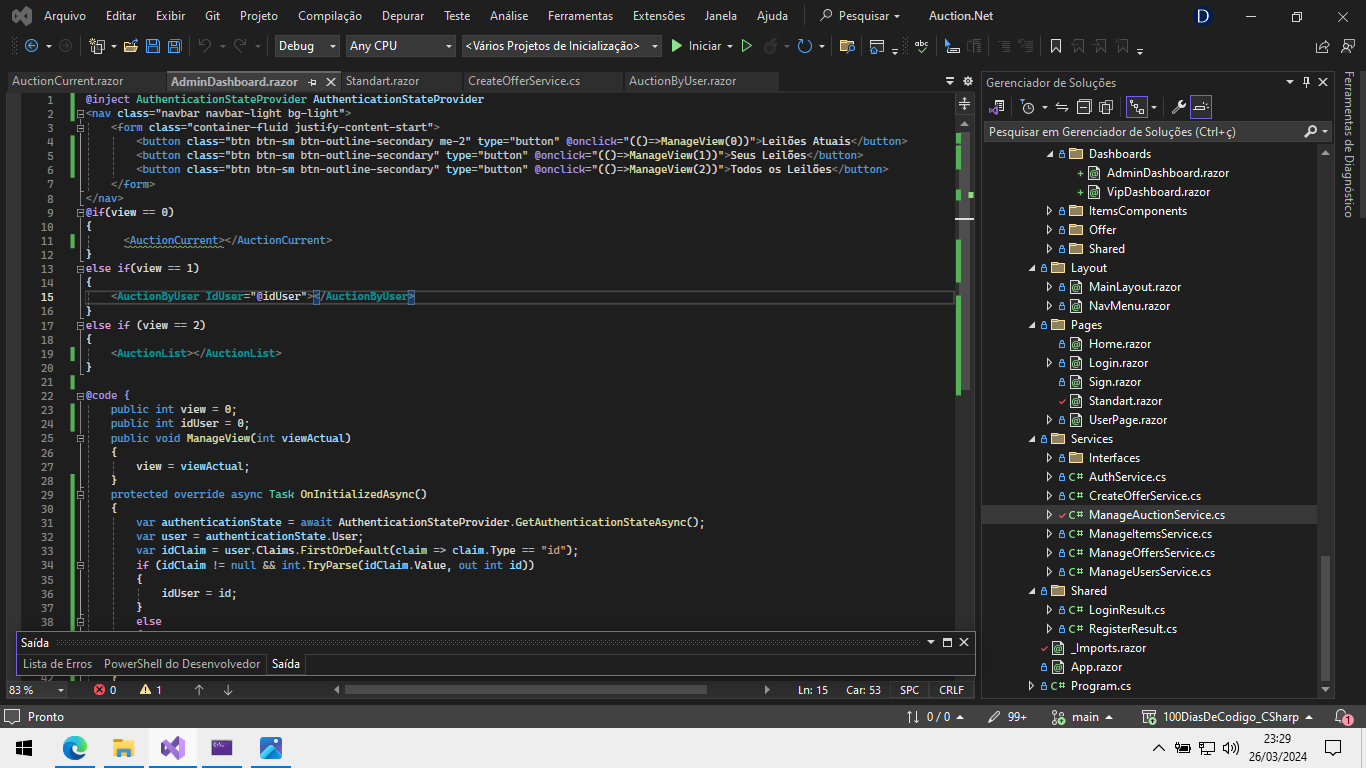 Arquivo Editar Exibir Git Projeto Compilação Depurar Teste Análise Ferramentas Extensões Janela Ajuda Pesquisar Auction.Net D
Debug Any CPU <Vários Projetos de Inicialização> Iniciar
AuctionCurrent.razor AdminDashboard.razor Standart.razor CreateOfferService.cs AuctionByUser.razor
1 @inject AuthenticationStateProvider AuthenticationStateProvider
2 <nav class="navbar navbar-light bg-light">
3 <form class="container-fluid justify-content-start">
4 <button class="btn btn-sm btn-outline-secondary me-2" type="button" @onclick="(()=>ManageView(0))">Leilões Atuais</button>
5 <button class="btn btn-sm btn-outline-secondary" type="button" @onclick="(()=>ManageView(1))">Seus Leilões</button>
6 <button class="btn btn-sm btn-outline-secondary" type="button" @onclick="(()=>ManageView(2))">Todos os Leilões</button>
7 </form>
8 </nav>
9 @if(view == 0)
10 {
11 <AuctionCurrent></AuctionCurrent>
12 }
13 else if(view == 1)
14 {
15 <AuctionByUser IdUser="@idUser"></AuctionByUser>
16 }
17 else if (view == 2)
18 {
19 <AuctionList></AuctionList>
20 }
21
22 @code {
23 public int view = 0;
24 public int idUser = 0;
25 public void ManageView(int viewActual)
26 {
27 view = viewActual;
28 }
29 protected override async Task OnInitializedAsync()
30 {
31 var authenticationState = await AuthenticationStateProvider.GetAuthenticationStateAsync();
32 var user = authenticationState.User;
33 var idClaim = user.Claims.FirstOrDefault(claim => claim.Type == "id");
34 if (idClaim != null && int.TryParse(idClaim.Value, out int id))
35 {
36 idUser = id;
37 }
38 else
Saída
Lista de Erros PowerShell do Desenvolvedor Saída
83 % 0 1 Ln: 15 Car: 53 SPC CRLF
Gerenciador de Soluções
Pesquisar em Gerenciador de Soluções (Ctrl+ç)
Dashboards
AdminDashboard.razor
VipDashboard.razor
ItemsComponents
Offer
Shared
Layout
MainLayout.razor
NavMenu.razor
Pages
Home.razor
Login.razor
Sign.razor
Standart.razor
UserPage.razor
Services
Interfaces
C# AuthService.cs
C# CreateOfferService.cs
C# ManageAuctionService.cs
C# ManageItemsService.cs
C# ManageOffersService.cs
C# ManageUsersService.cs
Shared
C# LoginResult.cs
C# RegisterResult.cs
_Imports.razor
App.razor
C# Program.cs
Ferramentas de Diagnóstico
Pronto 0 / 0 99+ main 100DiasDeCodigo_CSharp 1
23:29
26/03/2024